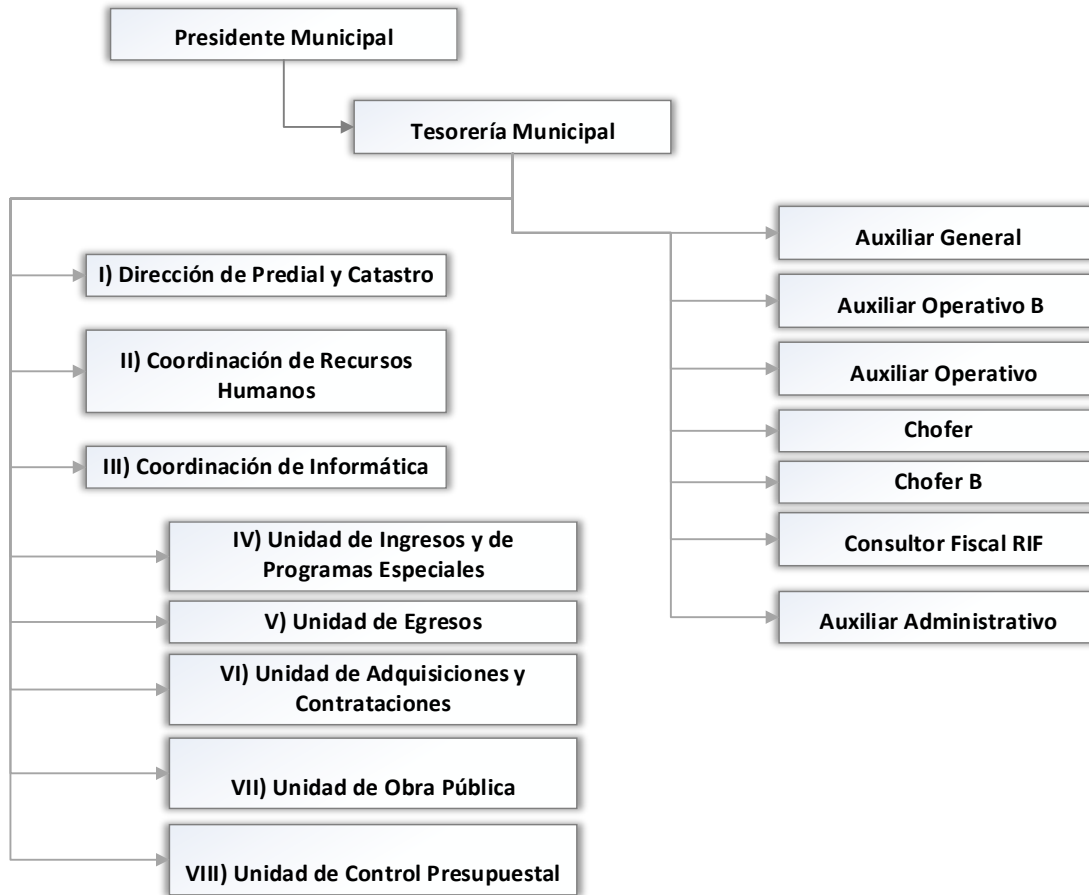 Presidente Municipal
Tesorería Municipal
I) Dirección de Predial y Catastro
II) Coordinación de Recursos
Humanos
III) Coordinación de Informática
IV) Unidad de Ingresos y de
Programas Especiales
V) Unidad de Egresos
VI) Unidad de Adquisiciones y
Contrataciones
VII) Unidad de Obra Pública
VIII) Unidad de Control Presupuestal
Auxiliar General
Auxiliar Operativo B
Auxiliar Operativo
Chofer
Chofer B
Consultor Fiscal RIF
Auxiliar Administrativo